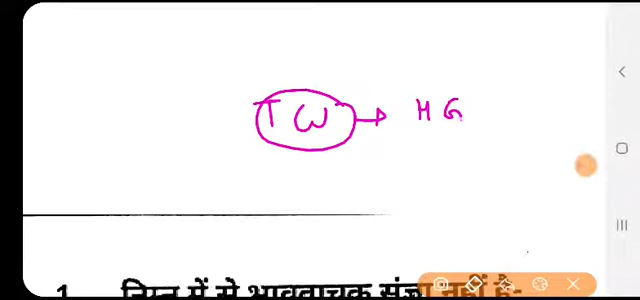 TW → HG
1. निम्न में से भाववाचक संज्ञा नहीं है-